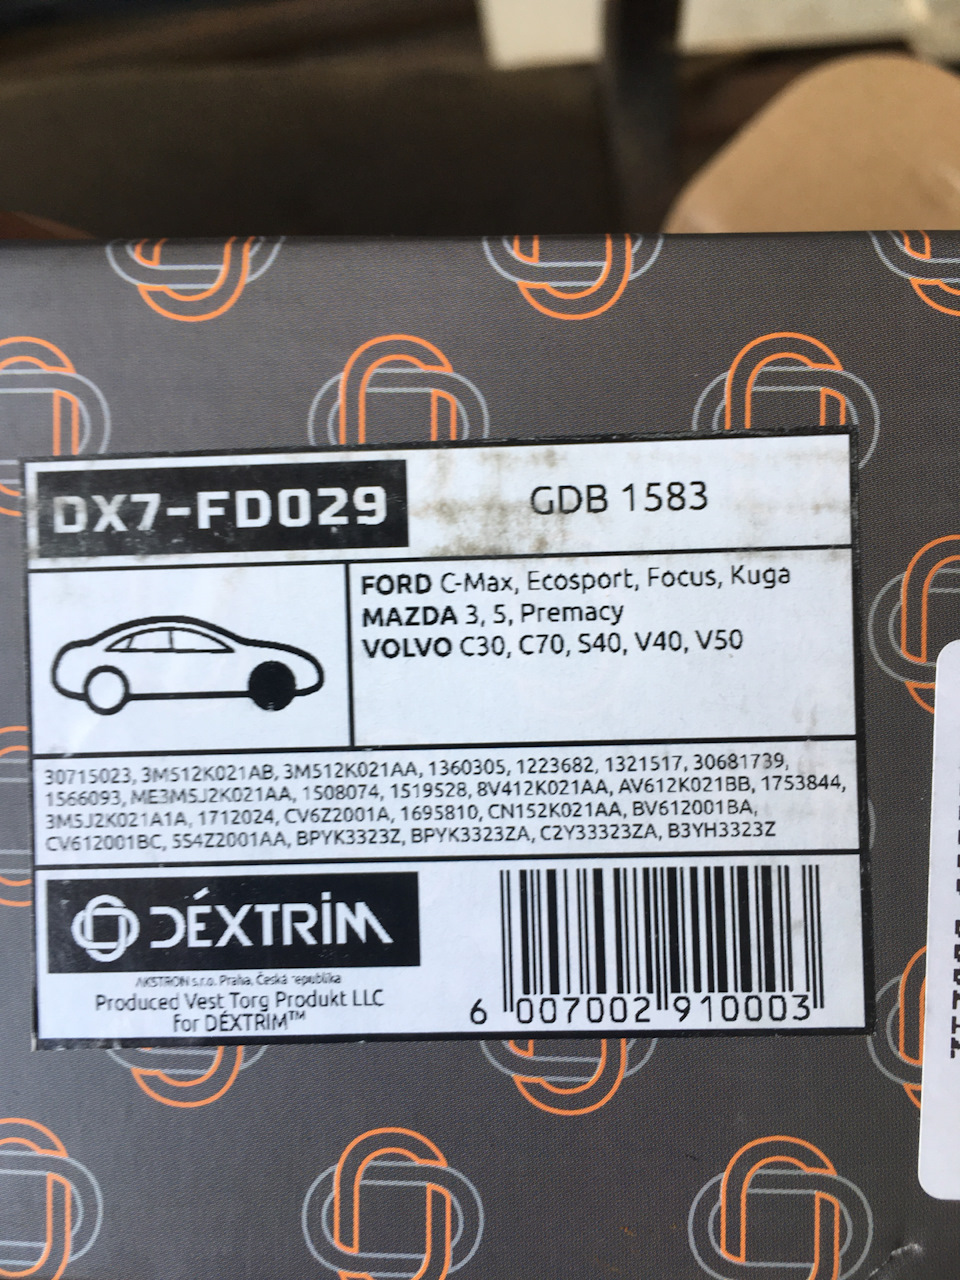 DX7-FD029
GDB 1583
FORD C-Max, Ecosport, Focus, Kuga
MAZDA 3, 5, Premacy
VOLVO C30, C70, S40, V40, V50
30715023, 3M512K021AB, 3M512K021AA, 1360305, 1223682, 1321517, 30681739,
1566093, ME3M5J2K021AA, 1508074, 1519528, 8V412K021AA, AV612K021BB, 1753844,
3M5J2K021A1A, 1712024, CV6Z2001A, 1695810, CN152K021AA, BV612001BA,
CV612001BC, 5S4Z2001AA, BPYK3323Z, BPYK3323ZA, C2Y33323ZA, B3YH3323Z
DÉXTRIM
AKSTRON s.r.o. Praha, Česká republika
Produced Vest Torg Produkt LLC
for DÉXTRIM™
6 007002 910003